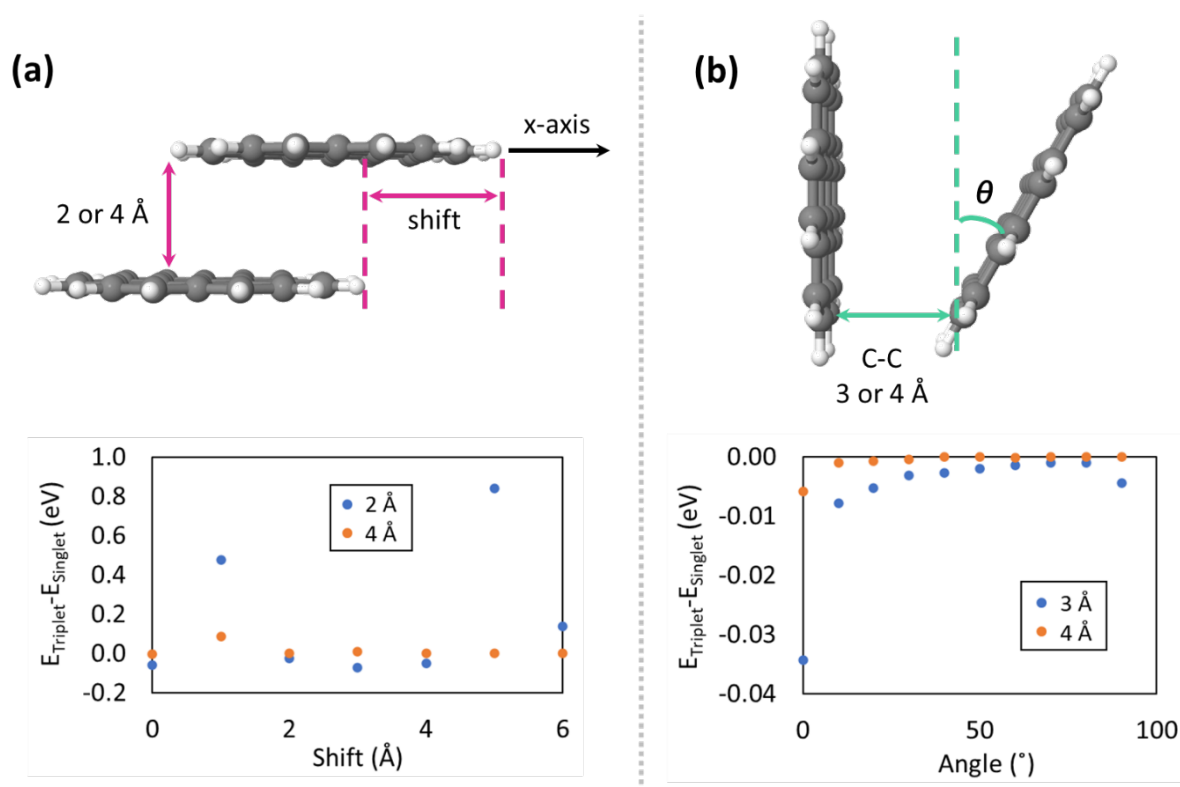 (a)
x-axis
2 or 4 Å
shift
E_Triplet-E_Singlet (eV)
1.0
0.8
0.6
0.4
0.2
0.0
-0.2
2 Å
4 Å
0
2
4
6
Shift (Å)
(b)
θ
C-C
3 or 4 Å
E_Triplet-E_Singlet (eV)
0.00
-0.01
-0.02
-0.03
-0.04
3 Å
4 Å
0
50
100
Angle (˚)